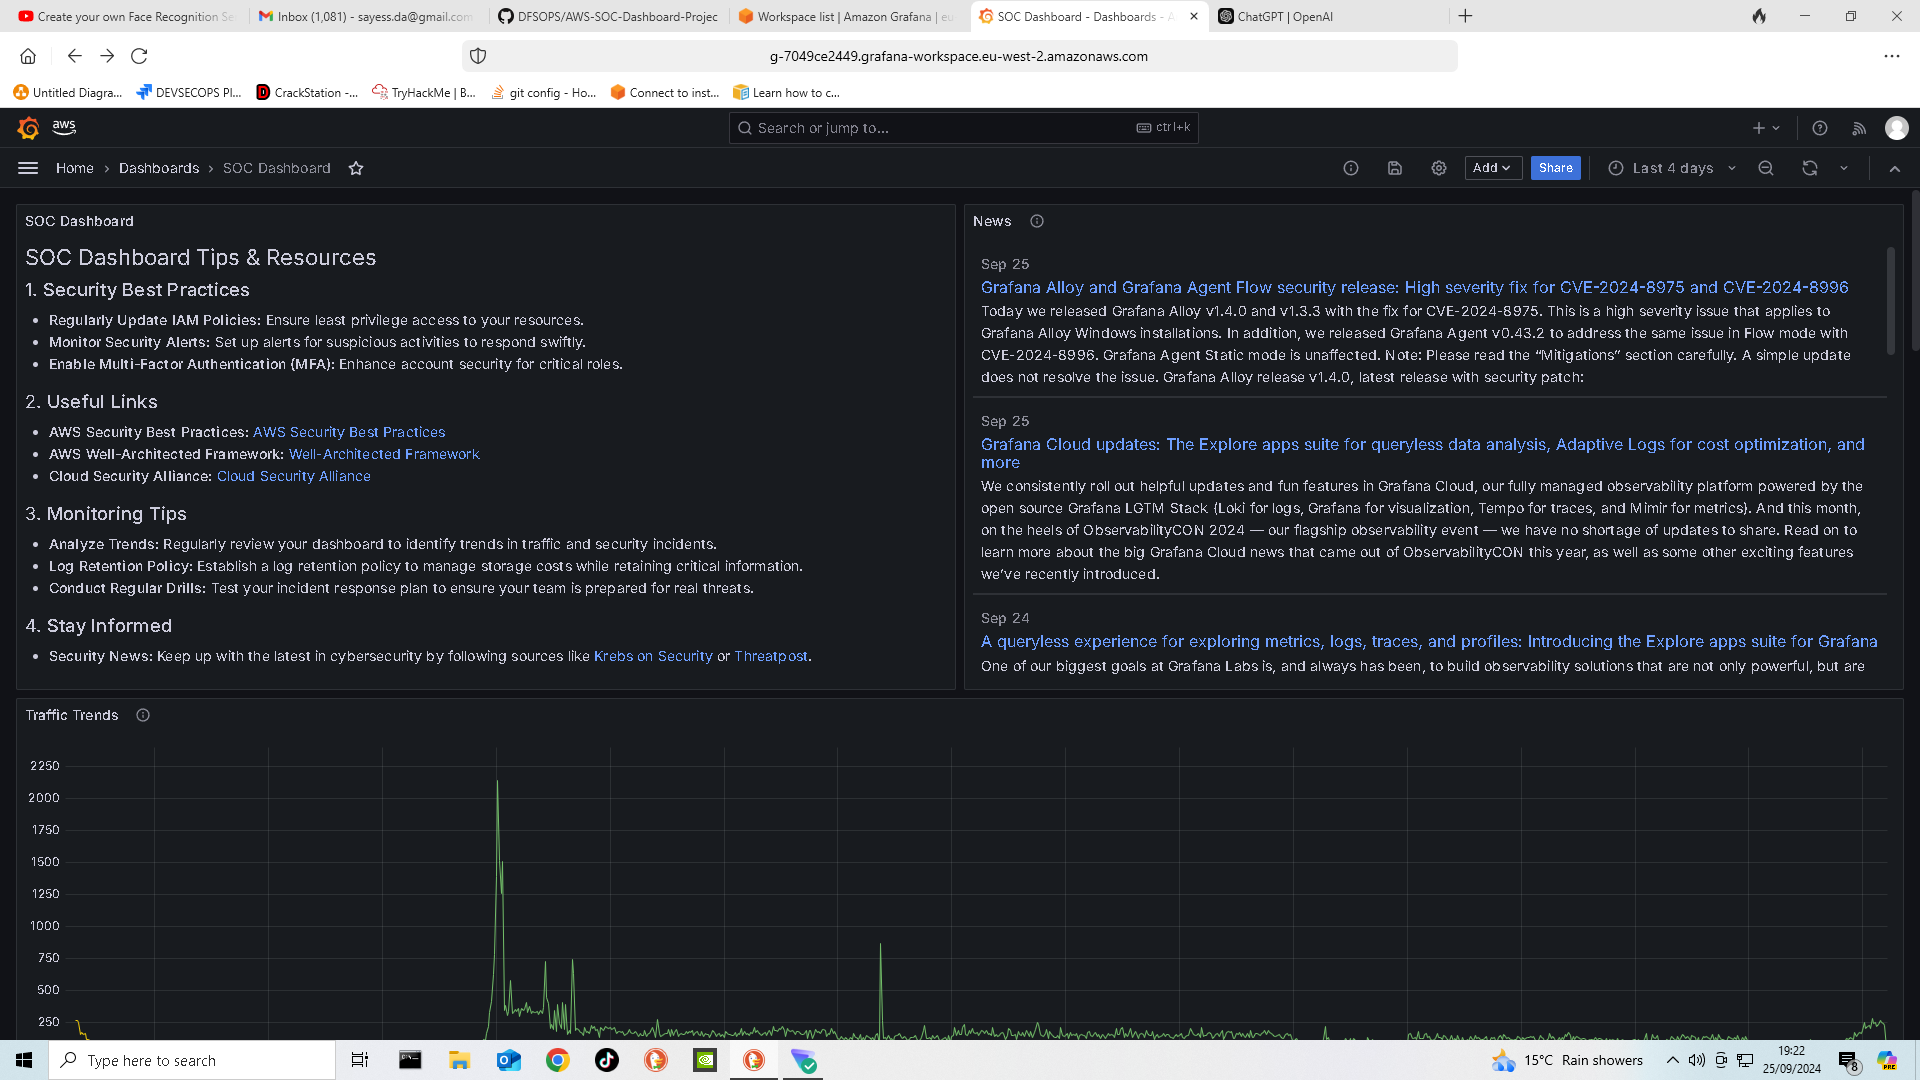 Create your own Face Recognition Se
Inbox (1,081) - sayess.da@gmail.com
DFSOPS/AWS-SOC-Dashboard-Projec
Workspace list | Amazon Grafana | eu
SOC Dashboard - Dashboards - A
ChatGPT | OpenAI
g-7049ce2449.grafana-workspace.eu-west-2.amazonaws.com
Untitled Diagra...
DEVSECOPS Pl...
CrackStation -...
TryHackMe | B...
git config - Ho...
Connect to inst...
Learn how to c...
aws
Search or jump to...
ctrl+k
Home › Dashboards › SOC Dashboard
Add
Share
Last 4 days
SOC Dashboard
SOC Dashboard Tips & Resources
1. Security Best Practices
• Regularly Update IAM Policies: Ensure least privilege access to your resources.
• Monitor Security Alerts: Set up alerts for suspicious activities to respond swiftly.
• Enable Multi-Factor Authentication (MFA): Enhance account security for critical roles.
2. Useful Links
• AWS Security Best Practices: AWS Security Best Practices
• AWS Well-Architected Framework: Well-Architected Framework
• Cloud Security Alliance: Cloud Security Alliance
3. Monitoring Tips
• Analyze Trends: Regularly review your dashboard to identify trends in traffic and security incidents.
• Log Retention Policy: Establish a log retention policy to manage storage costs while retaining critical information.
• Conduct Regular Drills: Test your incident response plan to ensure your team is prepared for real threats.
4. Stay Informed
• Security News: Keep up with the latest in cybersecurity by following sources like Krebs on Security or Threatpost.
News
Sep 25
Grafana Alloy and Grafana Agent Flow security release: High severity fix for CVE-2024-8975 and CVE-2024-8996
Today we released Grafana Alloy v1.4.0 and v1.3.3 with the fix for CVE-2024-8975. This is a high severity issue that applies to
Grafana Alloy Windows installations. In addition, we released Grafana Agent v0.43.2 to address the same issue in Flow mode with
CVE-2024-8996. Grafana Agent Static mode is unaffected. Note: Please read the “Mitigations” section carefully. A simple update
does not resolve the issue. Grafana Alloy release v1.4.0, latest release with security patch:
Sep 25
Grafana Cloud updates: The Explore apps suite for queryless data analysis, Adaptive Logs for cost optimization, and
more
We consistently roll out helpful updates and fun features in Grafana Cloud, our fully managed observability platform powered by the
open source Grafana LGTM Stack (Loki for logs, Grafana for visualization, Tempo for traces, and Mimir for metrics). And this month,
on the heels of ObservabilityCON 2024 — our flagship observability event — we have no shortage of updates to share. Read on to
learn more about the big Grafana Cloud news that came out of ObservabilityCON this year, as well as some other exciting features
we’ve recently introduced.
Sep 24
A queryless experience for exploring metrics, logs, traces, and profiles: Introducing the Explore apps suite for Grafana
One of our biggest goals at Grafana Labs is, and always has been, to build observability solutions that are not only powerful, but are
Traffic Trends
2250
2000
1750
1500
1250
1000
750
500
250
Type here to search
15°C Rain showers
19:22
25/09/2024
8
PRE